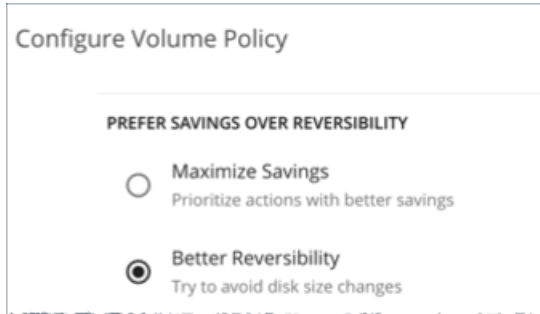 Configure Volume Policy
PREFER SAVINGS OVER REVERSIBILITY
Maximize Savings
Prioritize actions with better savings
Better Reversibility
Try to avoid disk size changes